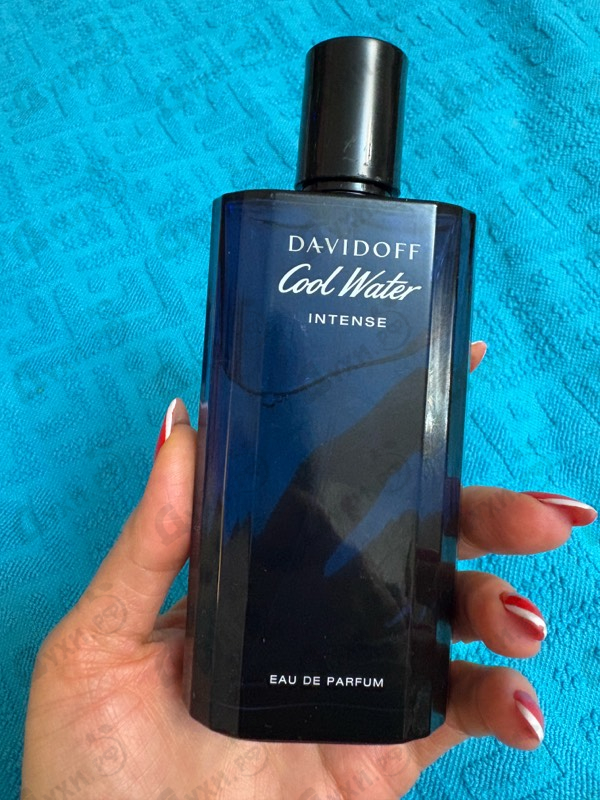 DAVIDOFF
Cool Water
INTENSE
EAU DE PARFUM